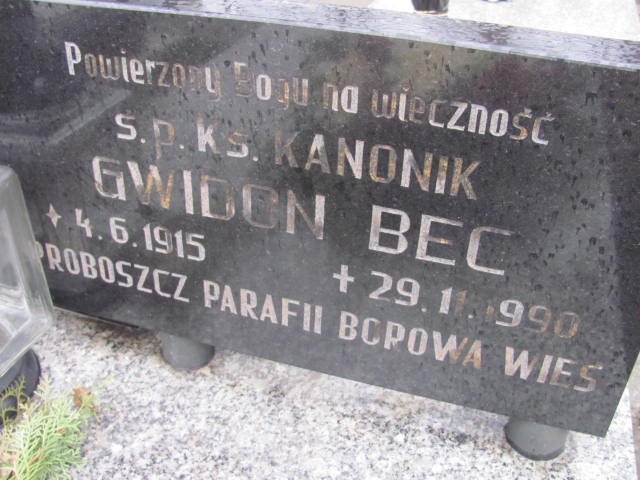 Powierzony Bogu na wieczność
Ś.P. Ks. KANONIK
GWIDON BEC
4.6.1915
+ 29.11.1990
PROBOSZCZ PARAFII BOROWA WIEŚ